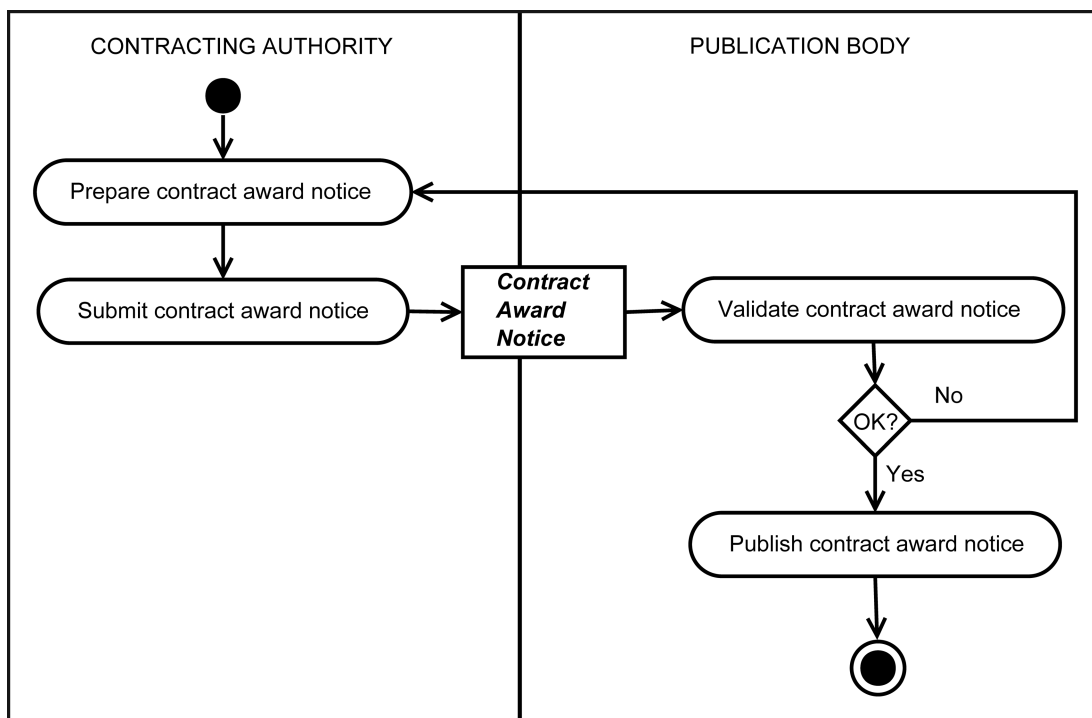 CONTRACTING AUTHORITY
PUBLICATION BODY
Prepare contract award notice
Submit contract award notice
Contract
Award
Notice
Validate contract award notice
No
OK?
Yes
Publish contract award notice